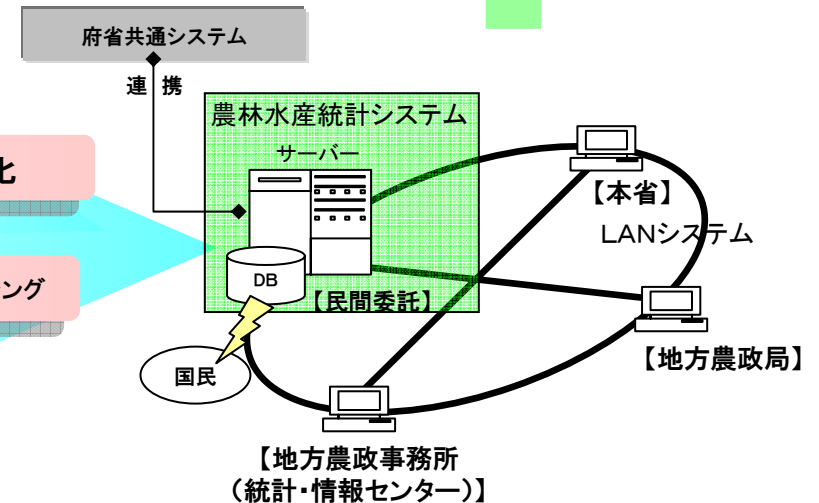 府省共通システム
連 携
農林水産統計システム
サーバー
【本省】
LANシステム
DB
【民間委託】
国民
【地方農政局】
【地方農政事務所
（統計・情報センター）】